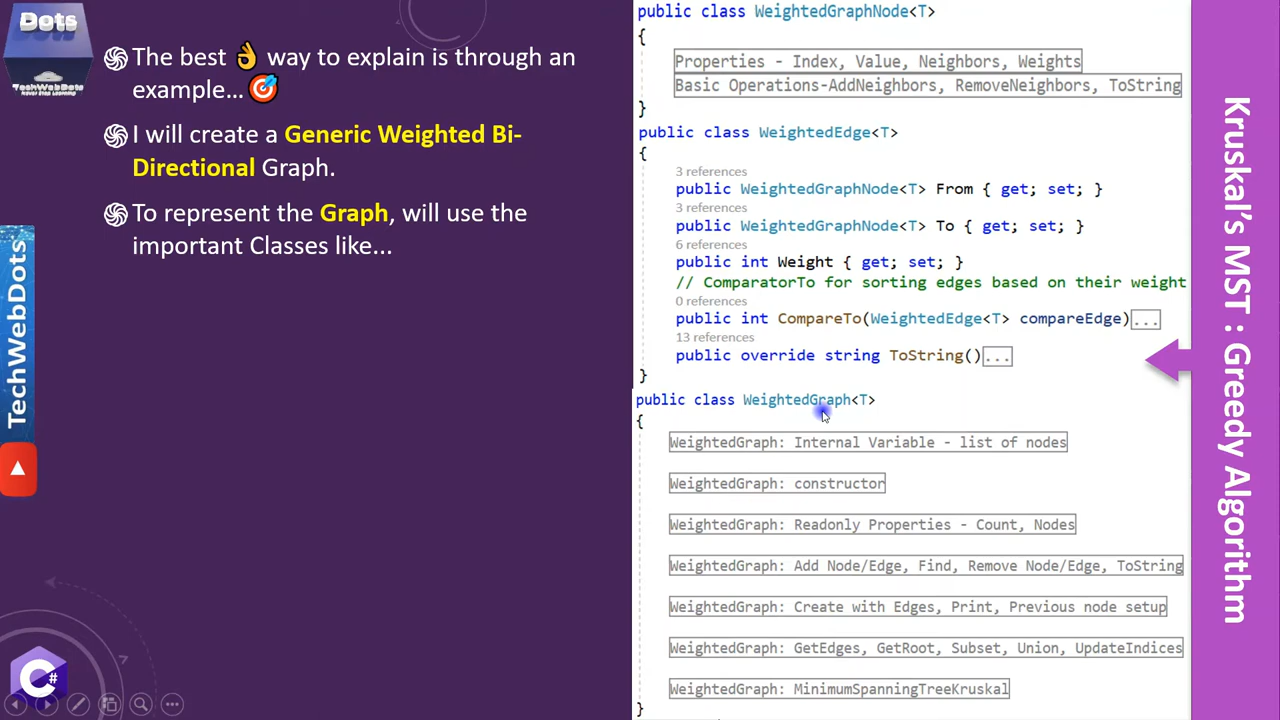 Dots
TechWebDots
Never Stop Learning!
The best 👌 way to explain is through an
example... 🎯
I will create a Generic Weighted Bi-
Directional Graph.
To represent the Graph, will use the
important Classes like...
TechWebDots
C#
public class WeightedGraphNode<T>
{
Properties - Index, Value, Neighbors, Weights
Basic Operations-AddNeighbors, RemoveNeighbors, ToString
}
public class WeightedEdge<T>
{
3 references
public WeightedGraphNode<T> From { get; set; }
3 references
public WeightedGraphNode<T> To { get; set; }
6 references
public int Weight { get; set; }
// ComparatorTo for sorting edges based on their weight
0 references
public int CompareTo(WeightedEdge<T> compareEdge)...
13 references
public override string ToString()...
}
public class WeightedGraph<T>
{
WeightedGraph: Internal Variable - list of nodes
WeightedGraph: constructor
WeightedGraph: Readonly Properties - Count, Nodes
WeightedGraph: Add Node/Edge, Find, Remove Node/Edge, ToString
WeightedGraph: Create with Edges, Print, Previous node setup
WeightedGraph: GetEdges, GetRoot, Subset, Union, UpdateIndices
WeightedGraph: MinimumSpanningTreeKruskal
}
Kruskal's MST : Greedy Algorithm